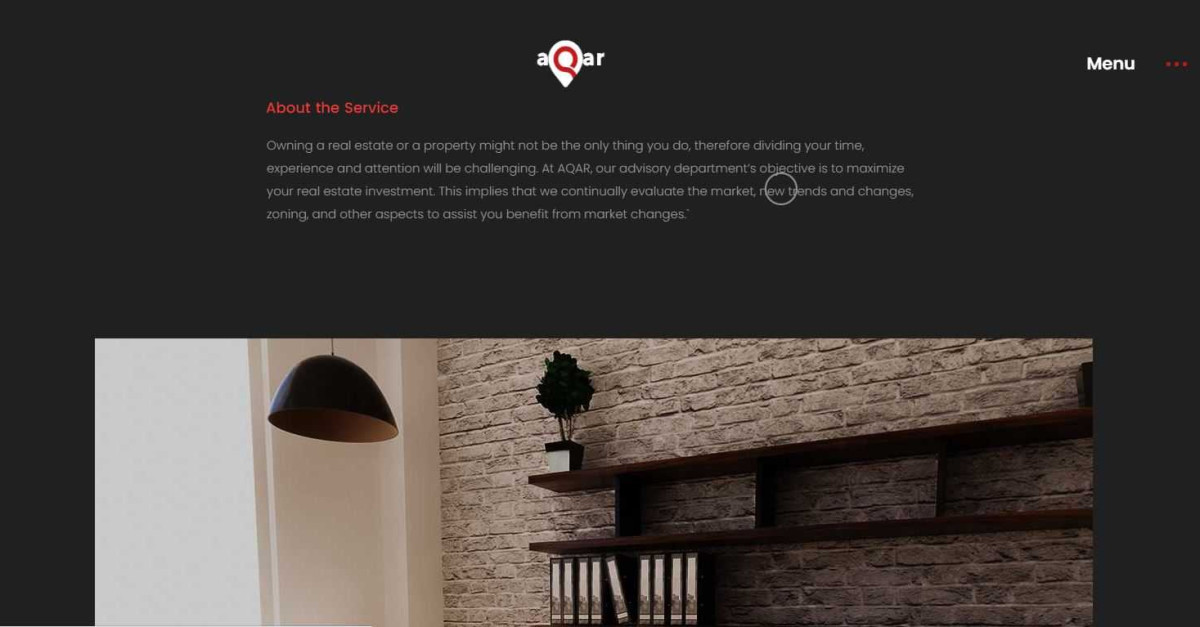 aQar
Menu
About the Service
Owning a real estate or a property might not be the only thing you do, therefore dividing your time,
experience and attention will be challenging. At AQAR, our advisory department's objective is to maximize
your real estate investment. This implies that we continually evaluate the market, new trends and changes,
zoning, and other aspects to assist you benefit from market changes.`